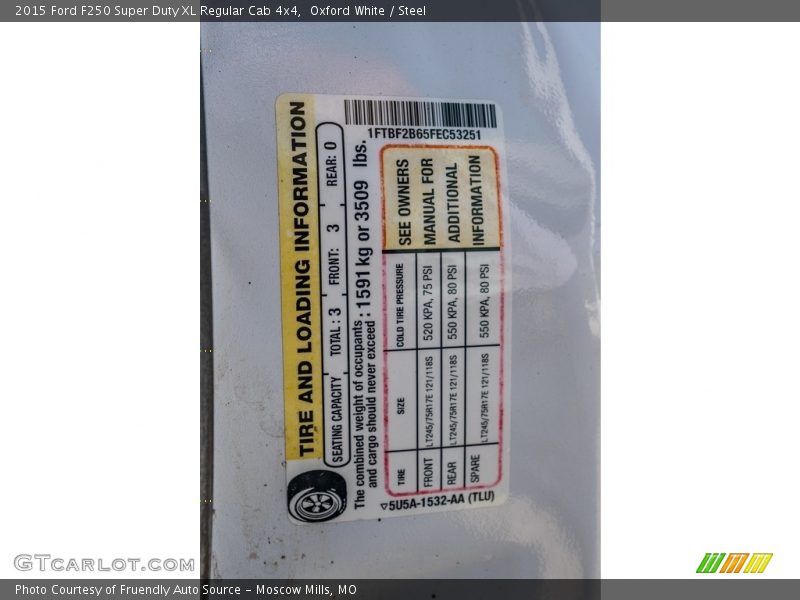 2015 Ford F250 Super Duty XL Regular Cab 4x4,  Oxford White / Steel
TIRE AND LOADING INFORMATION
SEATING CAPACITY TOTAL : 3 FRONT: 3 REAR: 0
The combined weight of occupants
and cargo should never exceed : 1591 kg or 3509 lbs.
TIRE SIZE COLD TIRE PRESSURE
FRONT LT245/75R17E 121/118S 520 KPA, 75 PSI
REAR LT245/75R17E 121/118S 550 KPA, 80 PSI
SPARE LT245/75R17E 121/118S 550 KPA, 80 PSI
SEE OWNERS
MANUAL FOR
ADDITIONAL
INFORMATION
5U5A-1532-AA (TLU)
1FTBF2B65FEC53251
GTcarlot.com
Photo Courtesy of Fruendly Auto Source – Moscow Mills, MO